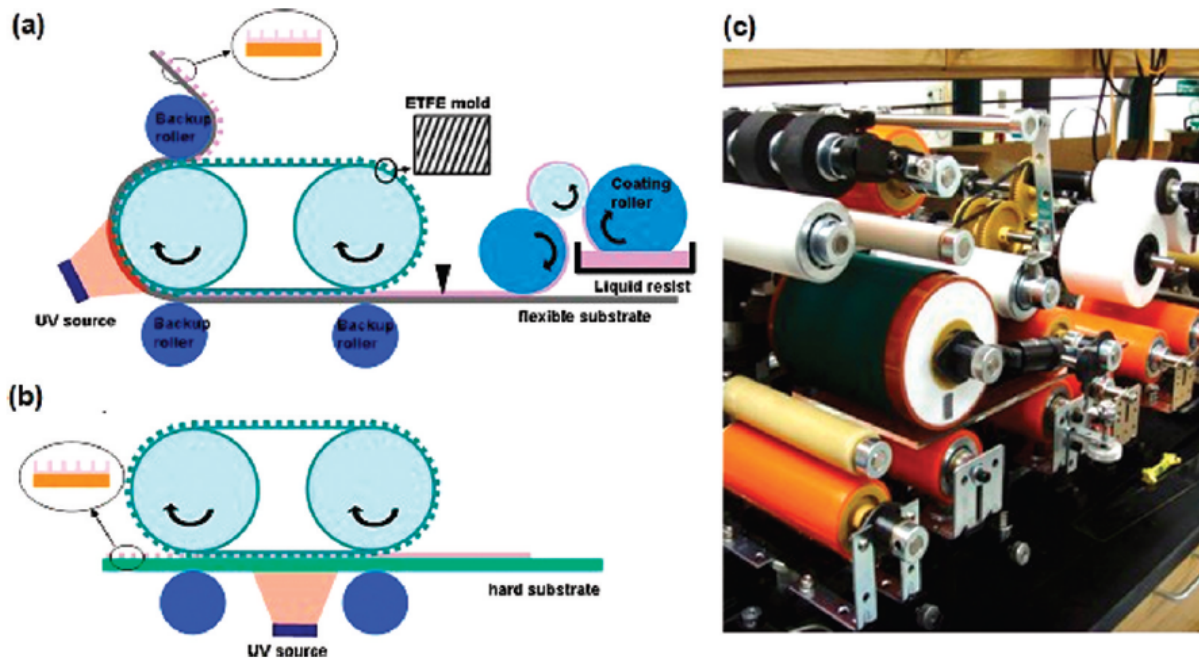 (a)
Backup
roller
ETFE mold
Coating
roller
Liquid resist
flexible substrate
UV source
Backup
roller
Backup
roller
(b)
hard substrate
UV source
(c)